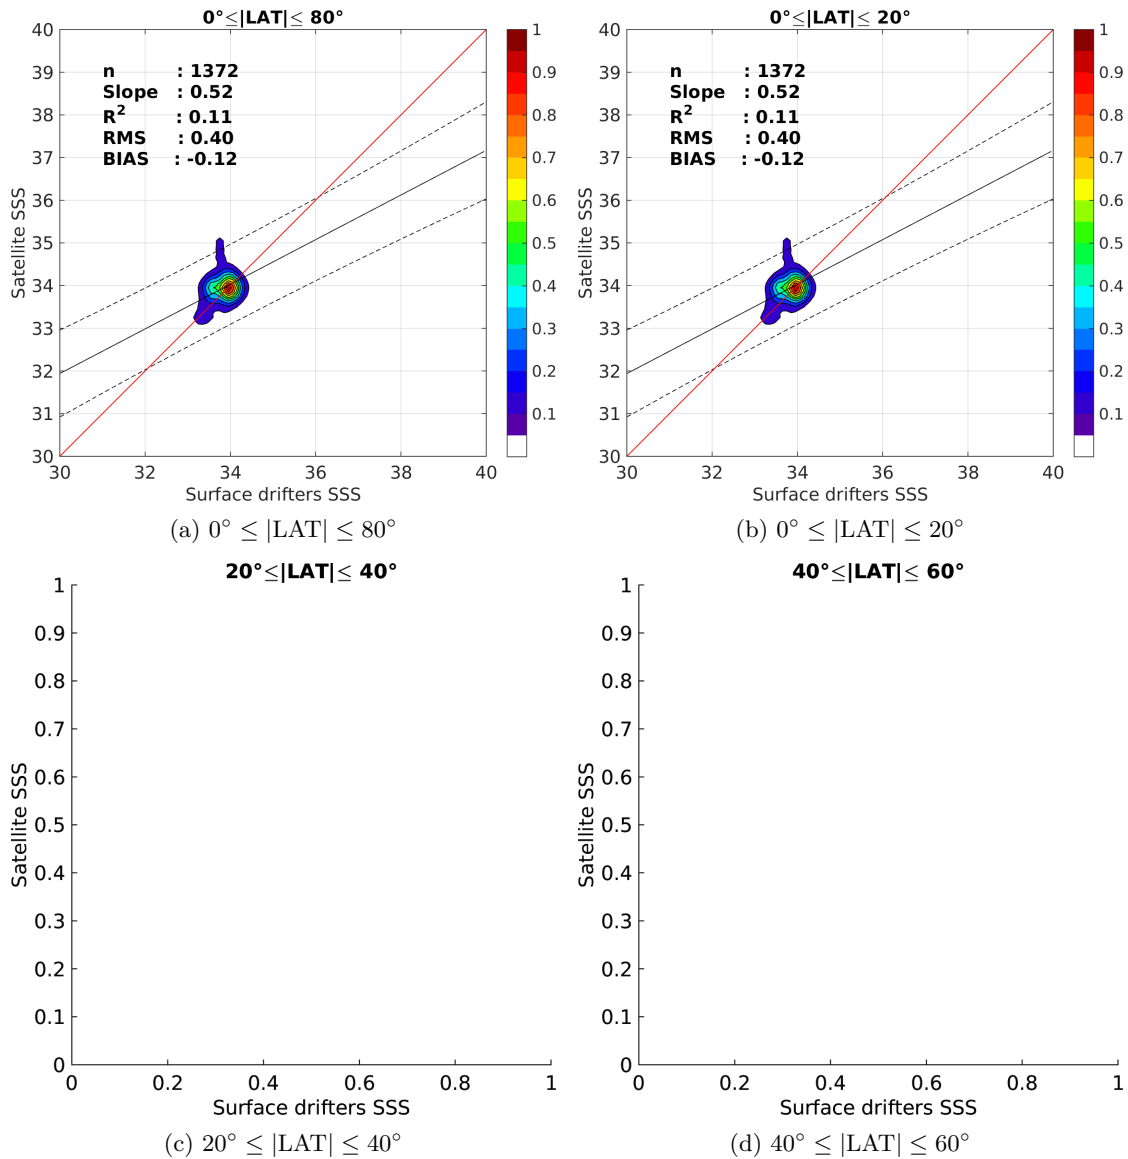 0°≤|LAT|≤ 80°
40
39
38
37
36
35
34
33
32
31
30
Satellite SSS
n : 1372
Slope : 0.52
R² : 0.11
RMS : 0.40
BIAS : -0.12
30 32 34 36 38 40
Surface drifters SSS
1
0.9
0.8
0.7
0.6
0.5
0.4
0.3
0.2
0.1
(a) 0° ≤ |LAT| ≤ 80°
0°≤|LAT|≤ 20°
40
39
38
37
36
35
34
33
32
31
30
Satellite SSS
n : 1372
Slope : 0.52
R² : 0.11
RMS : 0.40
BIAS : -0.12
30 32 34 36 38 40
Surface drifters SSS
1
0.9
0.8
0.7
0.6
0.5
0.4
0.3
0.2
0.1
(b) 0° ≤ |LAT| ≤ 20°
20°≤|LAT|≤ 40°
1
0.9
0.8
0.7
0.6
0.5
0.4
0.3
0.2
0.1
0
Satellite SSS
0 0.2 0.4 0.6 0.8 1
Surface drifters SSS
(c) 20° ≤ |LAT| ≤ 40°
40°≤|LAT|≤ 60°
1
0.9
0.8
0.7
0.6
0.5
0.4
0.3
0.2
0.1
0
Satellite SSS
0 0.2 0.4 0.6 0.8 1
Surface drifters SSS
(d) 40° ≤ |LAT| ≤ 60°